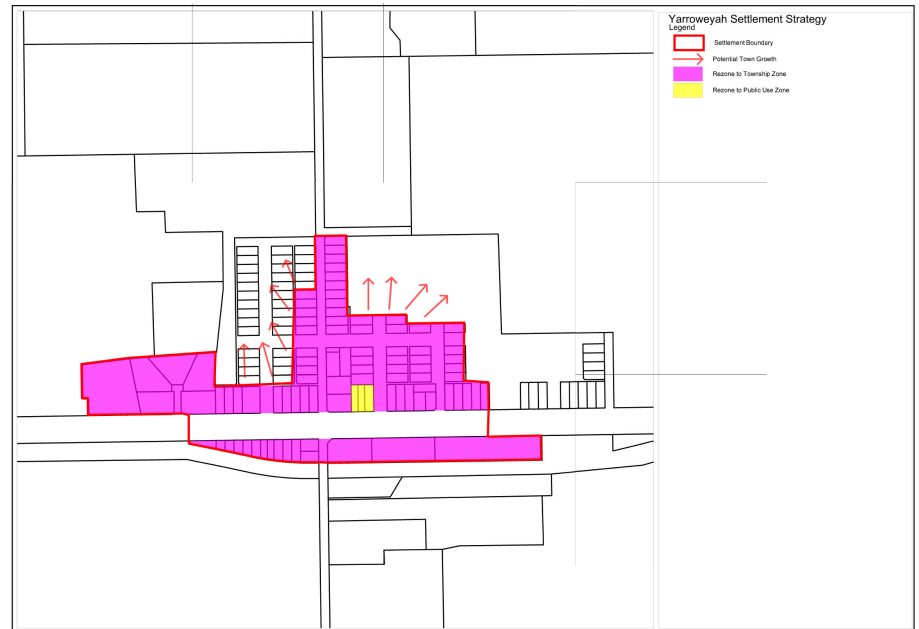 Yarroweyah Settlement Strategy
Legend
Settlement Boundary
Potential Town Growth
Rezone to Township Zone
Rezone to Public Use Zone